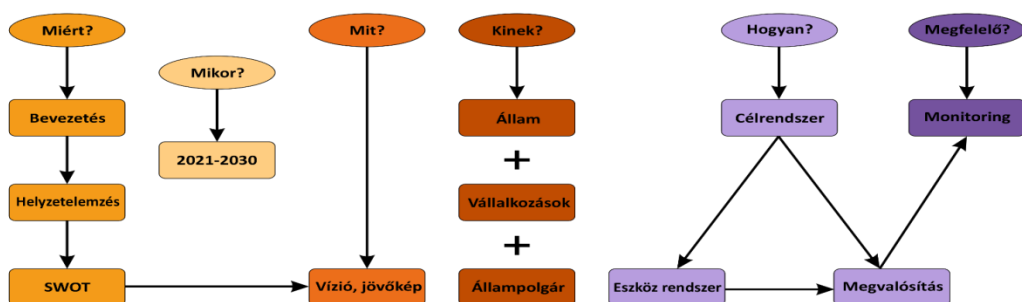 Miért?
Mikor?
Mit?
Kinek?
Hogyan?
Megfelelő?
Bevezetés
2021-2030
Állam
Célrendszer
Monitoring
+
Helyzetelemzés
Vállalkozások
+
SWOT
Vízió, jövőkép
Állampolgár
Eszköz rendszer
Megvalósítás